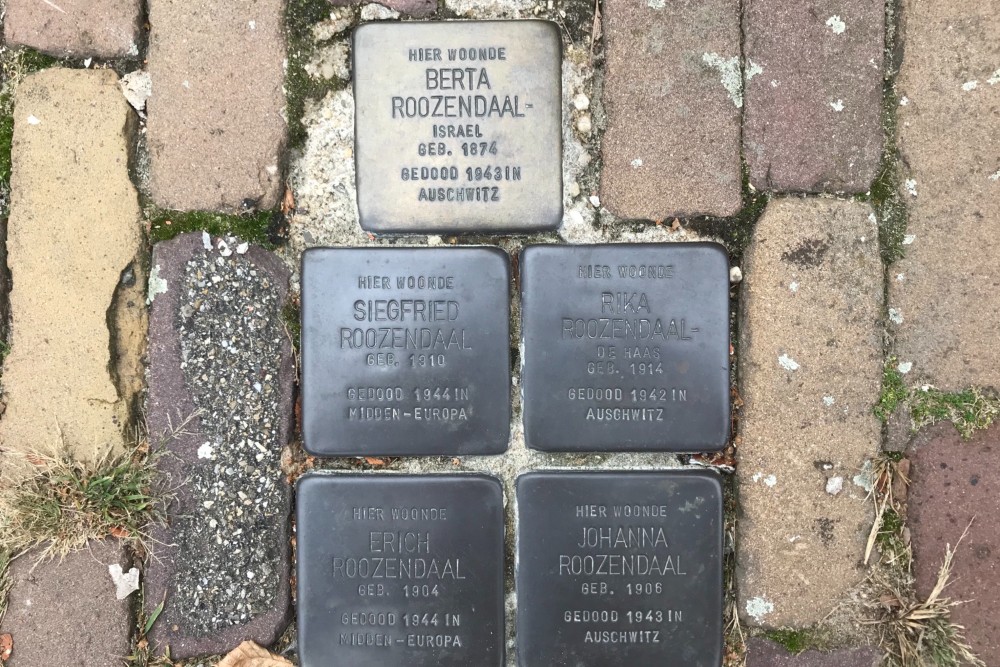 HIER WOONDE
BERTA
ROOZENDAAL-
ISRAEL
GEB. 1874
GEDOOD 1943 IN
AUSCHWITZ
HIER WOONDE
SIEGFRIED
ROOZENDAAL
GEB. 1910
GEDOOD 1944 IN
MIDDEN-EUROPA
HIER WOONDE
RIKA
ROOZENDAAL-
DE HAAS
GEB. 1914
GEDOOD 1942 IN
AUSCHWITZ
HIER WOONDE
ERICH
ROOZENDAAL
GEB. 1904
GEDOOD 1944 IN
MIDDEN-EUROPA
HIER WOONDE
JOHANNA
ROOZENDAAL
GEB. 1906
GEDOOD 1943 IN
AUSCHWITZ